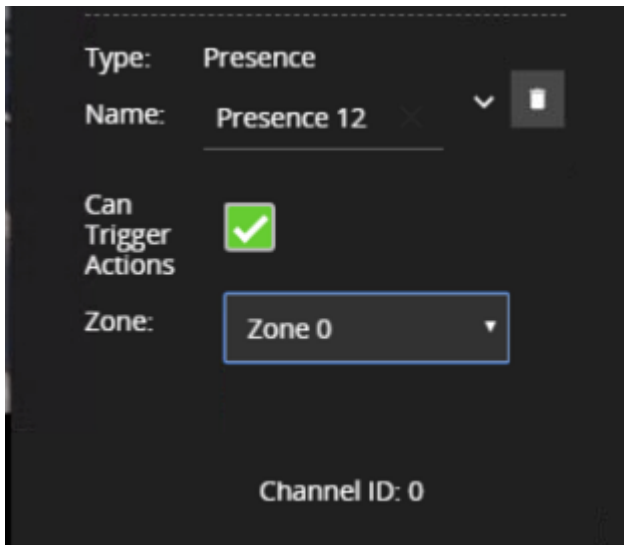 Type: Presence
Name: Presence 12
Can
Trigger
Actions
Zone: Zone 0
Channel ID: 0